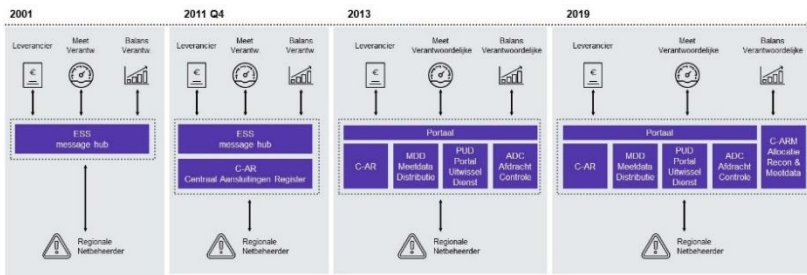 2001
Leverancier
Meet
Verantw.
Balans
Verantw.
€
ESS
message hub
Regionale
Netbeheerder
2011 Q4
Leverancier
Meet
Verantw.
Balans
Verantw.
€
ESS
message hub
C-AR
Centraal Aansluitingen Register
Regionale
Netbeheerder
2013
Leverancier
Meet
Verantwoordelijke
Balans
Verantwoordelijke
€
Portaal
C-AR
MDD
Meetdata
Distributie
PUD
Portal
Uitwissel
Dienst
ADC
Afdracht
Controle
Regionale
Netbeheerder
2019
Leverancier
Meet
Verantwoordelijke
Balans
Verantwoordelijke
€
Portaal
C-AR
MDD
Meetdata
Distributie
PUD
Portal
Uitwissel
Dienst
ADC
Afdracht
Controle
C-ARM
Allocatie
Recon &
Meetdata
Regionale
Netbeheerder